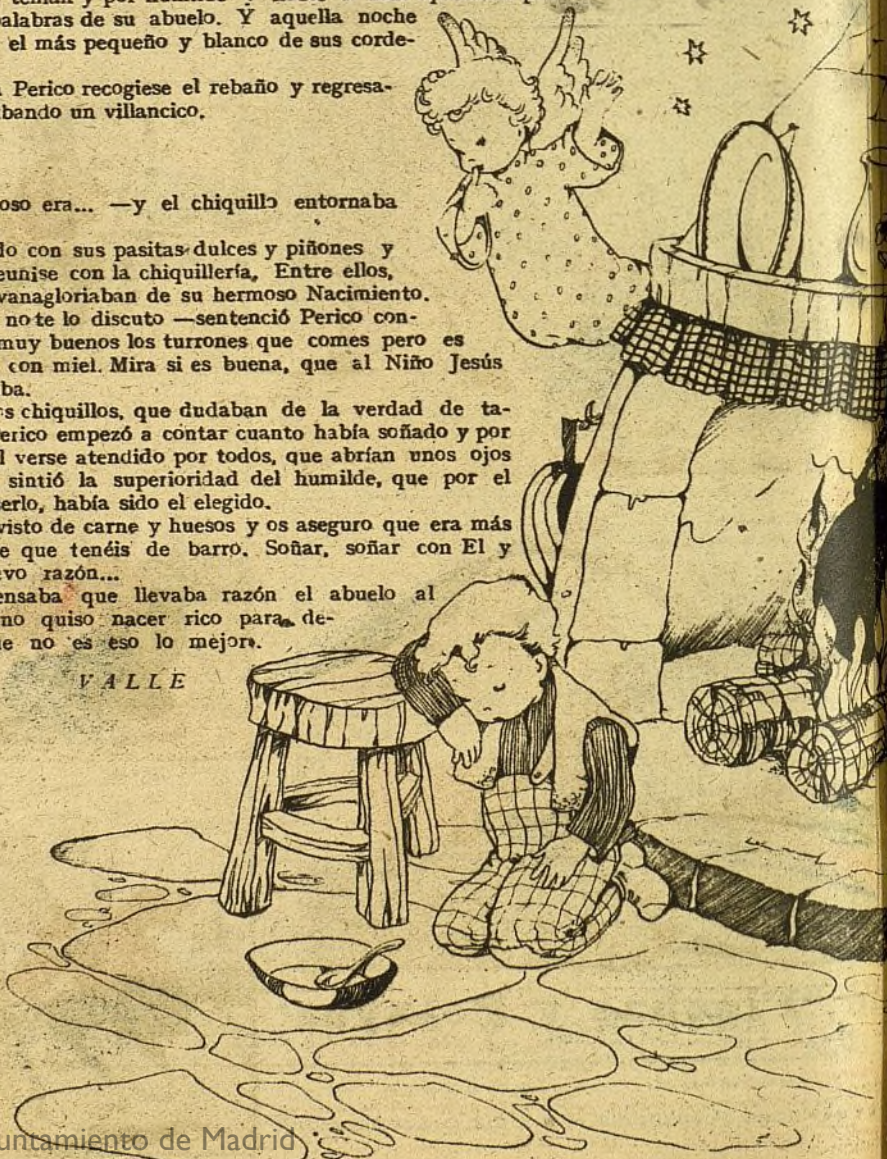 alabras de su abuelo. Y aquella noche
el más pequeño y blanco de sus corde-
Perico recogiese el rebaño y regresa-
bando un villancico.
oso era... —y el chiquillo entornaba
do con sus pasitas dulces y piñones y
eunise con la chiquillería. Entre ellos,
vanagloriaban de su hermoso Nacimiento.
no te lo discuto —sentenció Perico con-
muy buenos los turrones que comes pero es
con miel. Mira si es buena, que al Niño Jesús
ba.
s chiquillos, que dudaban de la verdad de ta-
erico empezó a contar cuanto había soñado y por
l verse atendido por todos, que abrían unos ojos
sintió la superioridad del humilde, que por el
serlo, había sido el elegido.
visto de carne y huesos y os aseguro que era más
e que tenéis de barro. Soñar, soñar con El y
vo razón...
ensaba que llevaba razón el abuelo al
no quiso nacer rico para de-
ue no es eso lo mejor.
VALLE
untamiento de Madrid